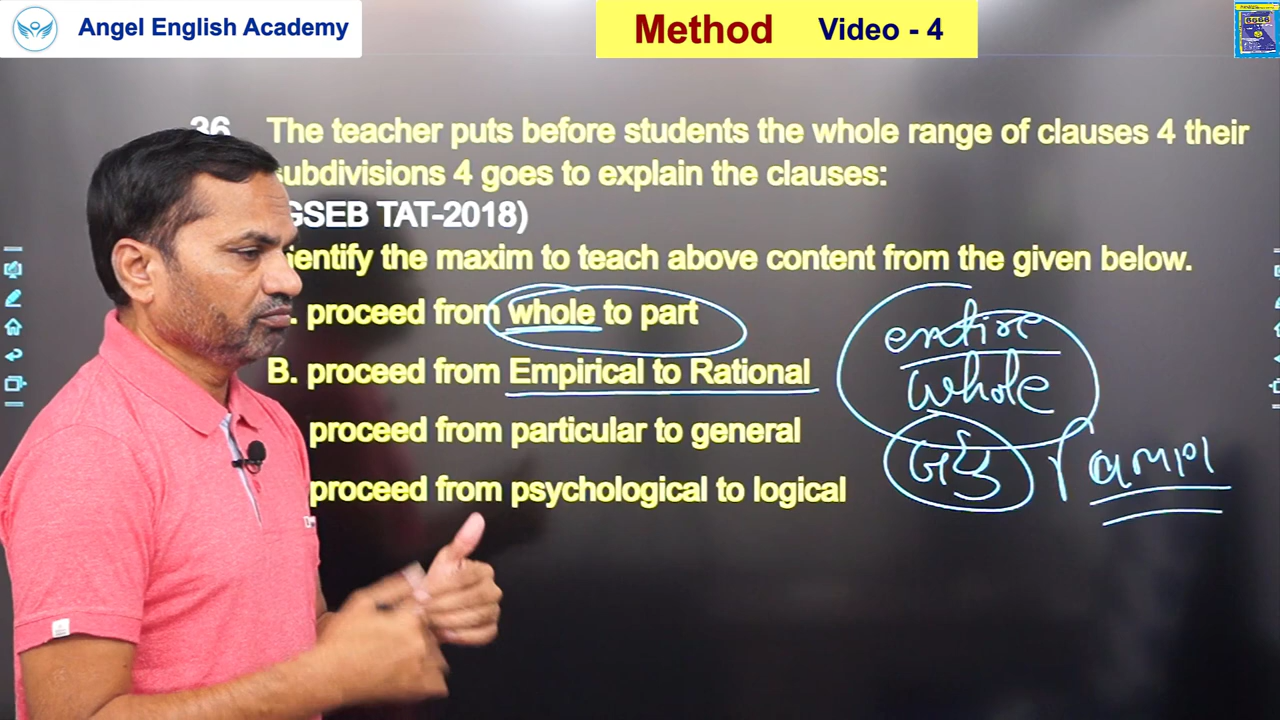 Angel English Academy
Method Video - 4
6666
36 The teacher puts before students the whole range of clauses 4 their
subdivisions 4 goes to explain the clauses:
GSEB TAT-2018)
the maxim to teach above content from the given below.
proceed from whole to part
B. proceed from Empirical to Rational
proceed from particular to general
proceed from psychological to logical
entire
whole
બધું